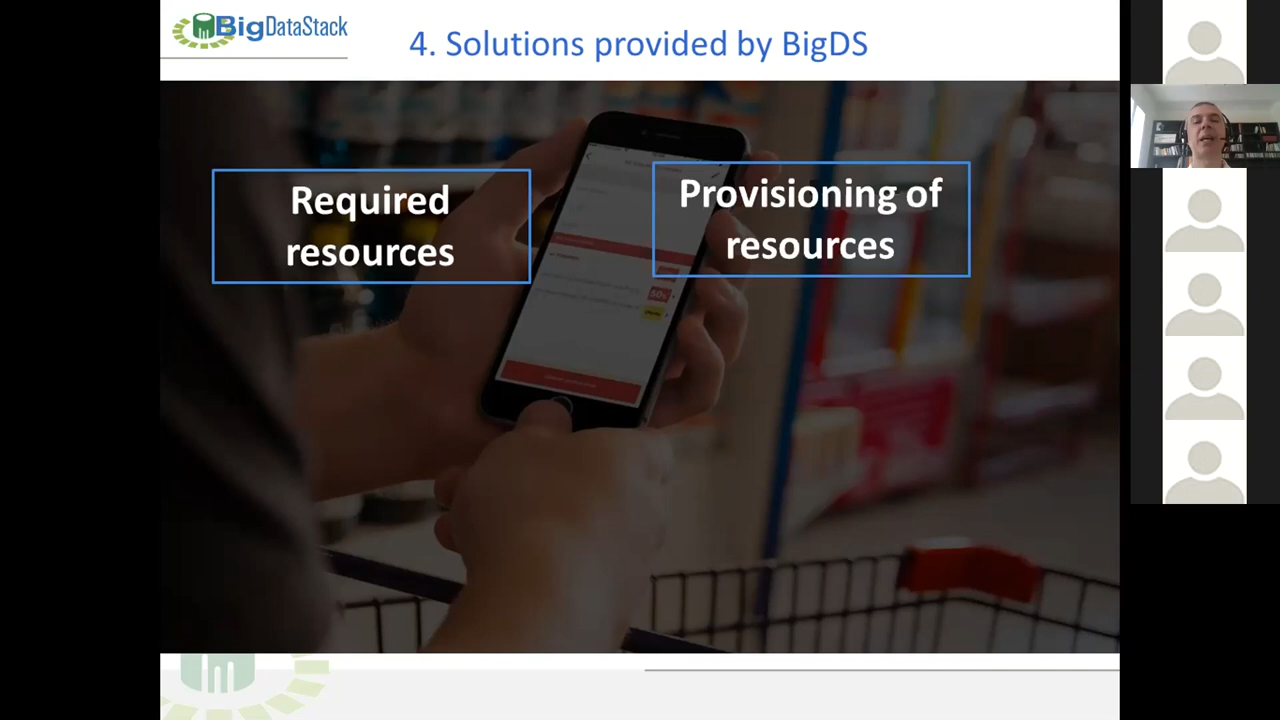 BigDataStack
4. Solutions provided by BigDS
Required
resources
Provisioning of
resources